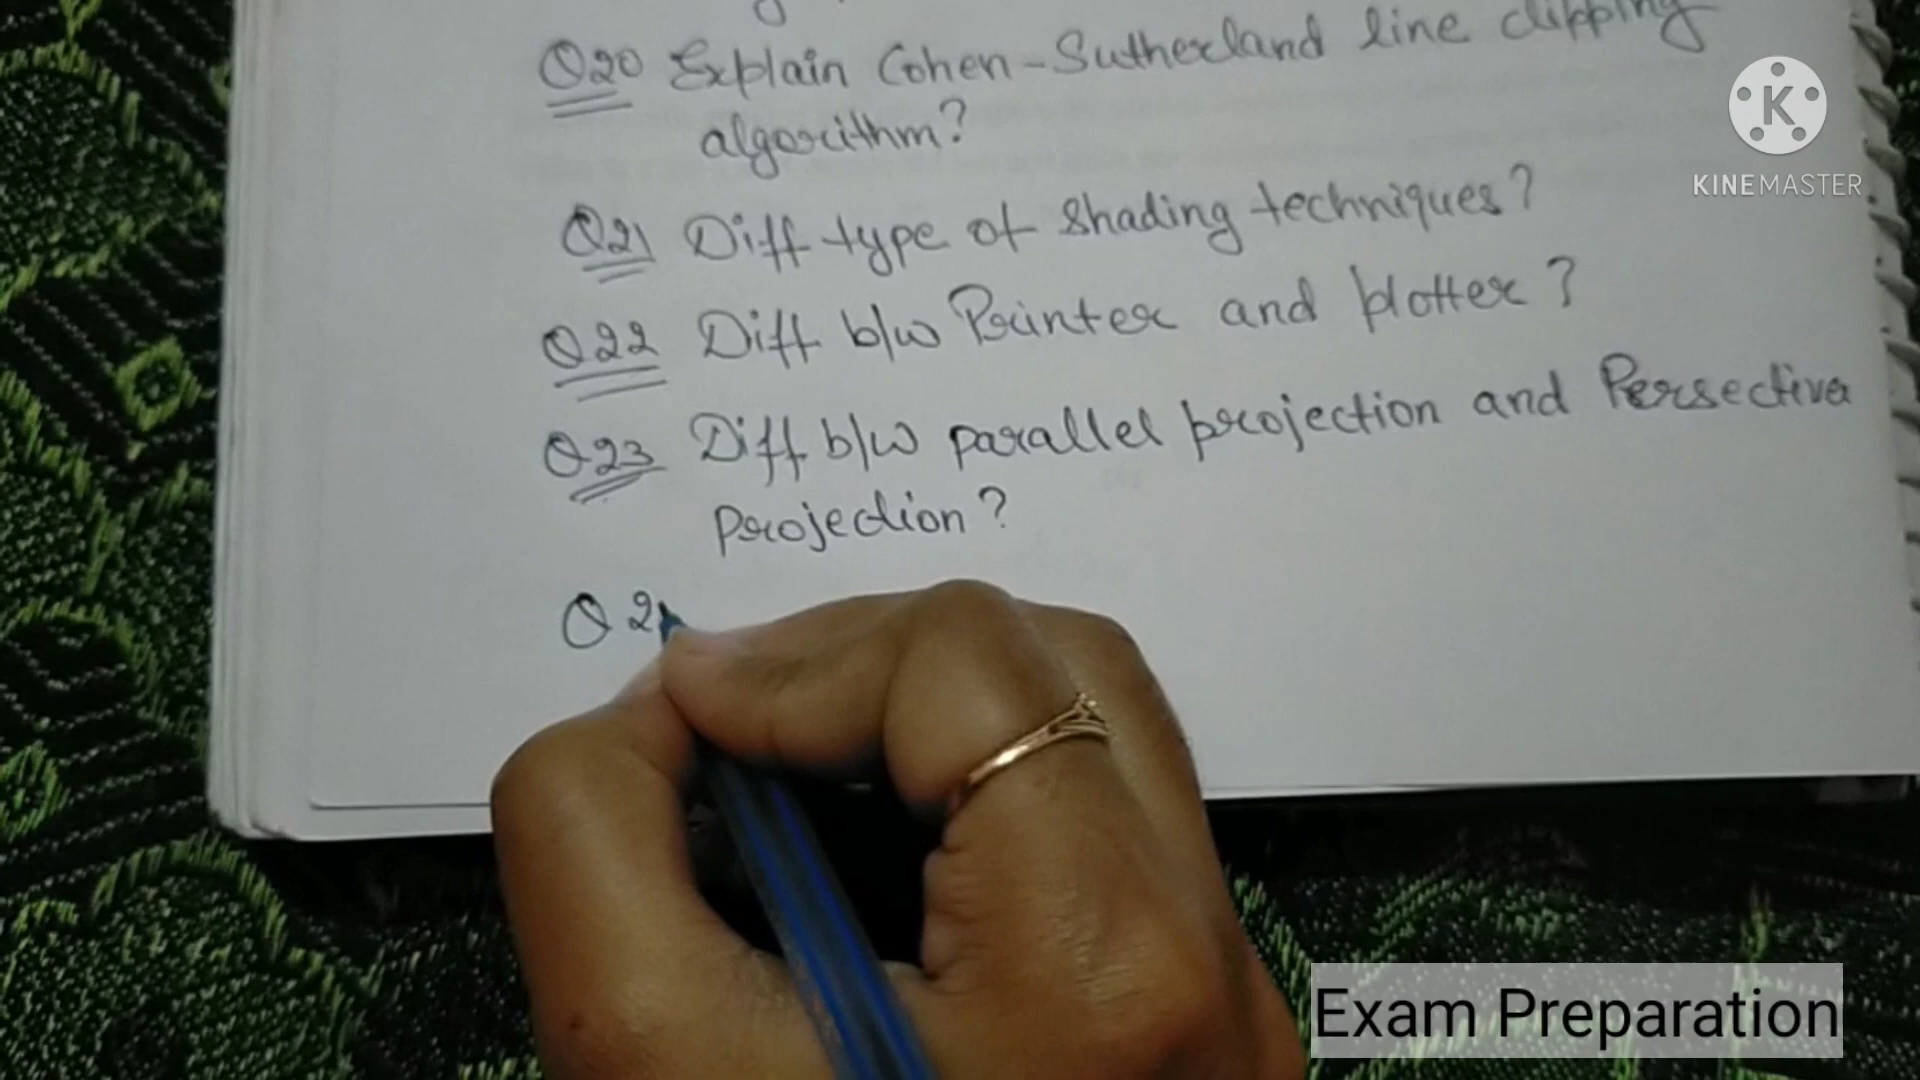 Q20 Explain Cohen-Sutherland line clipping
algorithm?
Q21 Diff type of shading techniques?
Q22 Diff b/w Printer and plotter?
Q23 Diff b/w parallel projection and Persective
Projection?
Q 2
K
KINEMASTER
Exam Preparation